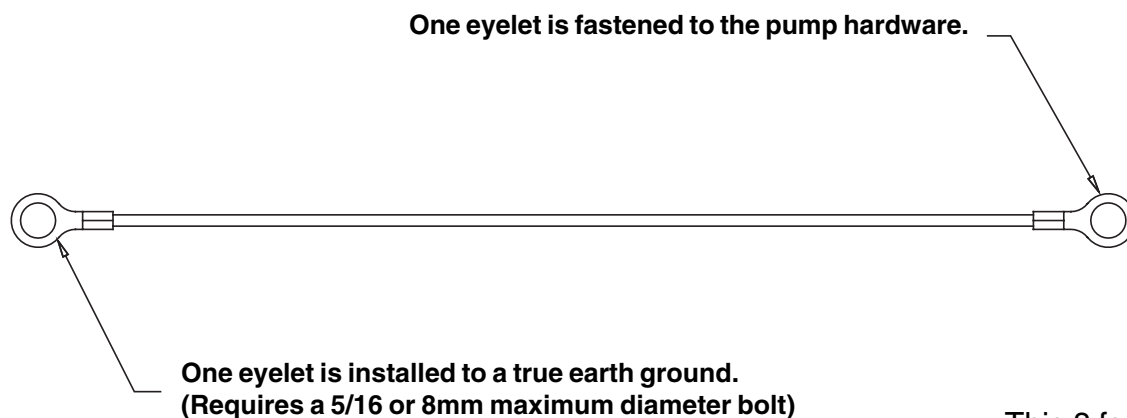 One eyelet is fastened to the pump hardware.
One eyelet is installed to a true earth ground.
(Requires a 5/16 or 8mm maximum diameter bolt)